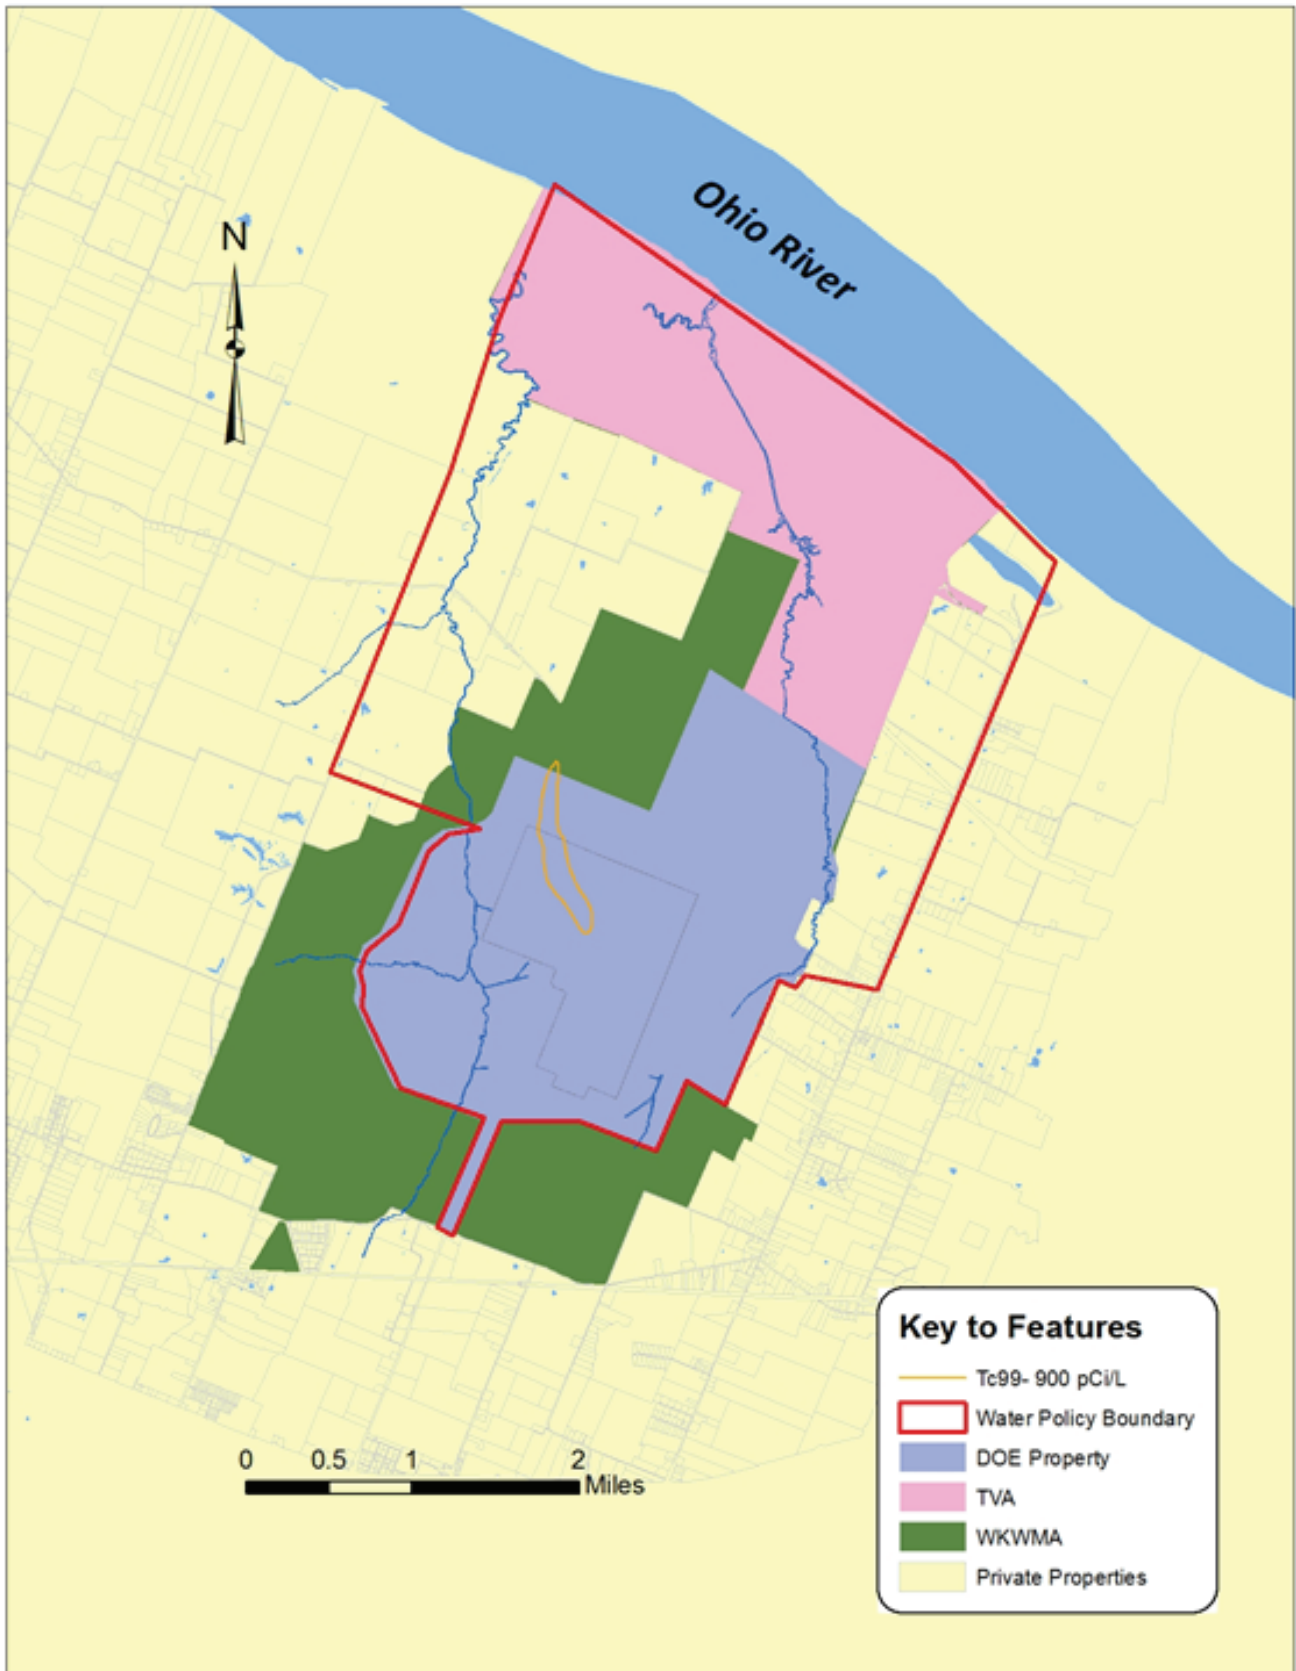 Ohio River
N
Key to Features
Tc99- 900 pCi/L
Water Policy Boundary
DOE Property
TVA
WKWMA
Private Properties
0 0.5 1 2
Miles